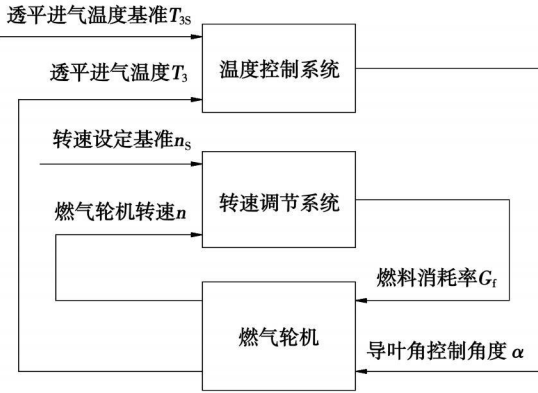 透平进气温度基准T3S
透平进气温度T3
温度控制系统
转速设定基准nS
燃气轮机转速n
转速调节系统
燃料消耗率Gf
燃气轮机
导叶角控制角度 α